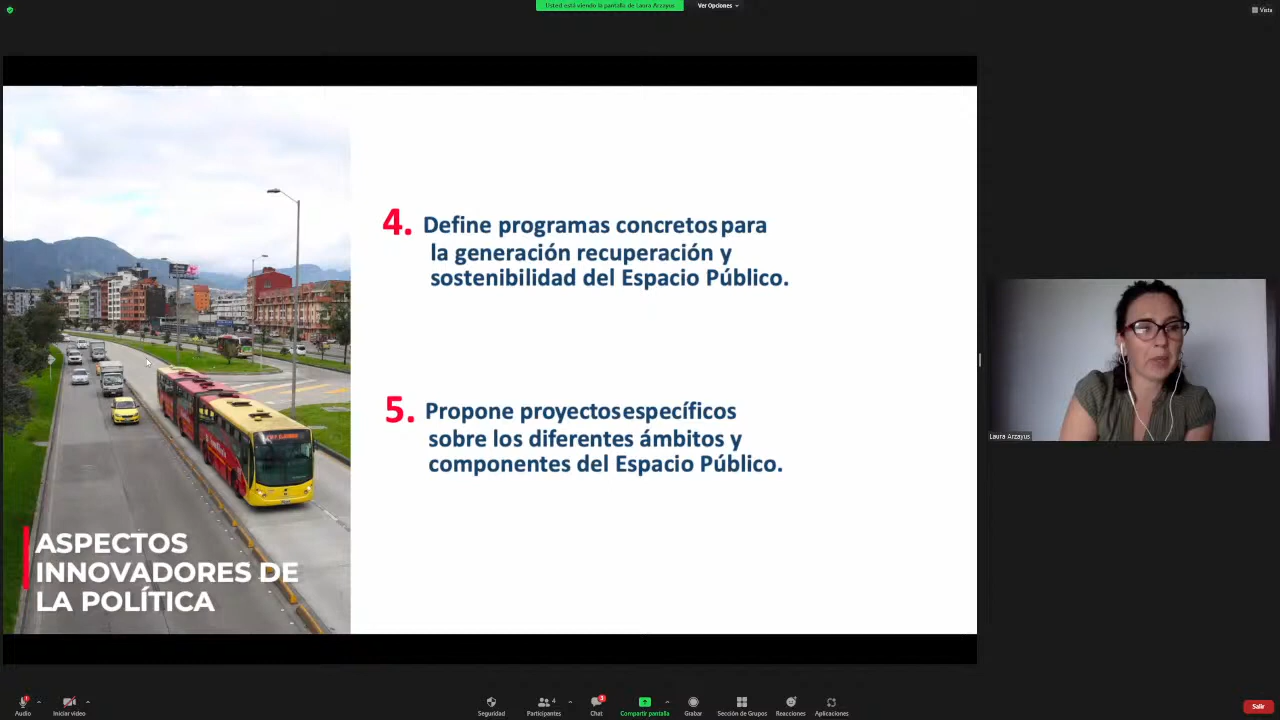 Usted está viendo la pantalla de Laura Arzayus
Ver Opciones
Vista
4. Define programas concretos para
la generación recuperación y
sostenibilidad del Espacio Público.
5. Propone proyectos específicos
sobre los diferentes ámbitos y
componentes del Espacio Público.
ASPECTOS
INNOVADORES DE
LA POLÍTICA
Laura Arzayus
Audio
Iniciar video
Seguridad
Participantes
4
Chat
3
Compartir pantalla
Grabar
Sección de Grupos
Reacciones
Aplicaciones
Salir